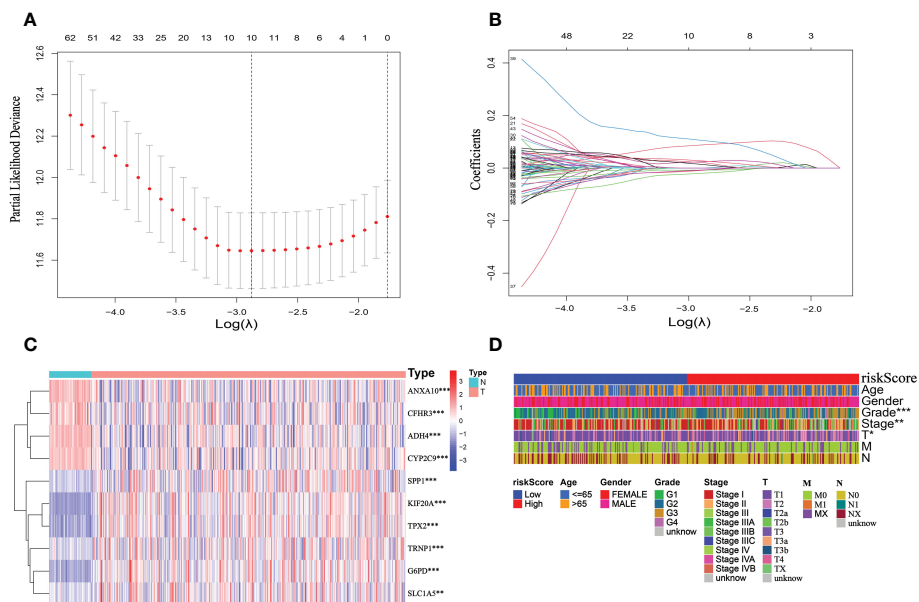 A
62 51 42 33 25 20 13 10 10 11 8 6 4 1 0
12.6
12.4
12.2
12.0
11.8
11.6
Partial Likelihood Deviance
−4.0 −3.5 −3.0 −2.5 −2.0
Log(λ)
B
48 22 10 8 3
0.4
0.2
0.0
−0.2
−0.4
Coefficients
−4.0 −3.5 −3.0 −2.5 −2.0
Log(λ)
C
Type
ANXA10***
CFHR3***
ADH4***
CYP2C9***
SPP1***
KIF20A***
TPX2***
TRNP1***
G6PD***
SLC1A5**
3
2
1
0
−1
−2
−3
Type
N
T
D
riskScore
Age
Gender
Grade***
Stage**
T*
M
N
riskScore
Low
High
Age
<=65
>65
Gender
FEMALE
MALE
Grade
G1
G2
G3
G4
unknow
Stage
Stage I
Stage II
Stage III
Stage IIIA
Stage IIIB
Stage IIIC
Stage IV
Stage IVA
Stage IVB
unknow
T
T1
T2
T2a
T2b
T3
T3a
T3b
T4
TX
unknow
M
M0
M1
MX
N
N0
N1
NX
unknow